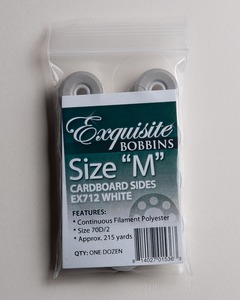 Exquisite
BOBBINS
Size "M"
CARDBOARD SIDES
EX712 WHITE
FEATURES:
* Continuous Filament Polyester
* Size 70D/2
* Approx. 215 yards
QTY: ONE DOZEN